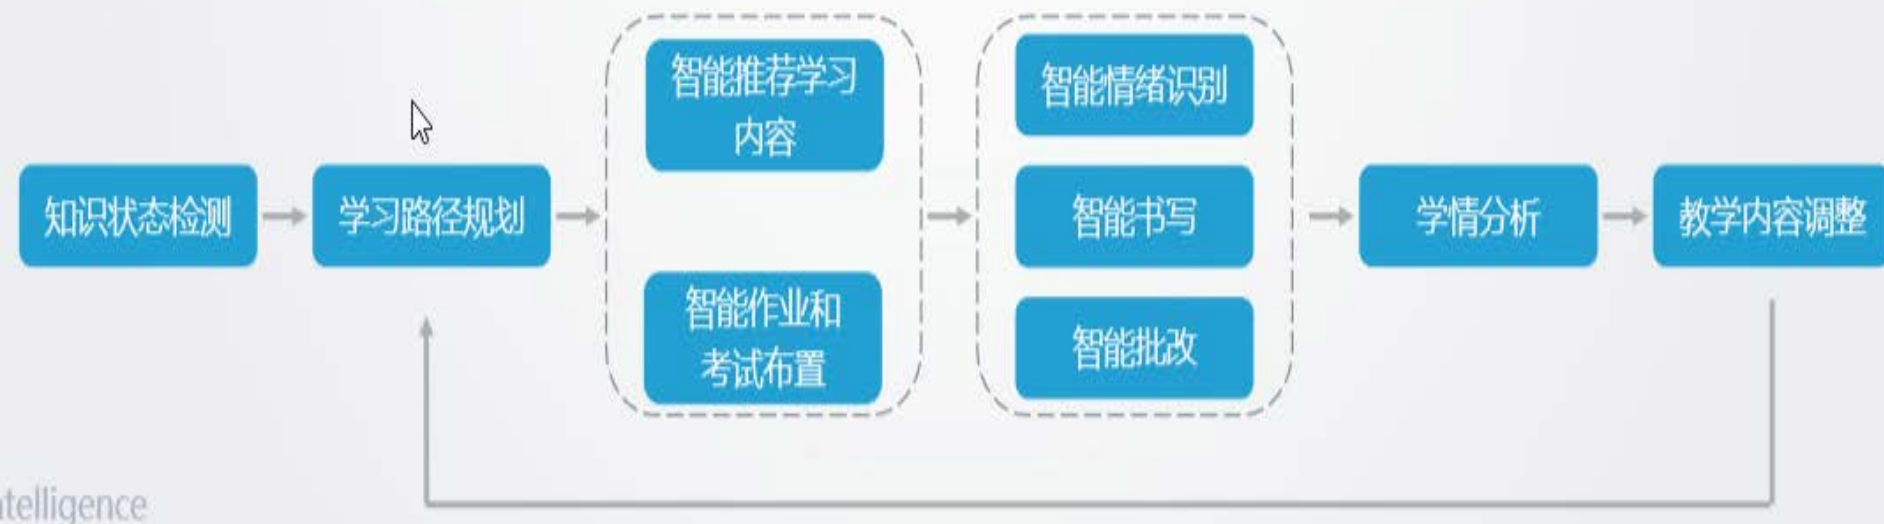 知识状态检测
学习路径规划
智能推荐学习
内容
智能作业和
考试布置
智能情绪识别
智能书写
智能批改
学情分析
教学内容调整
ntelligence